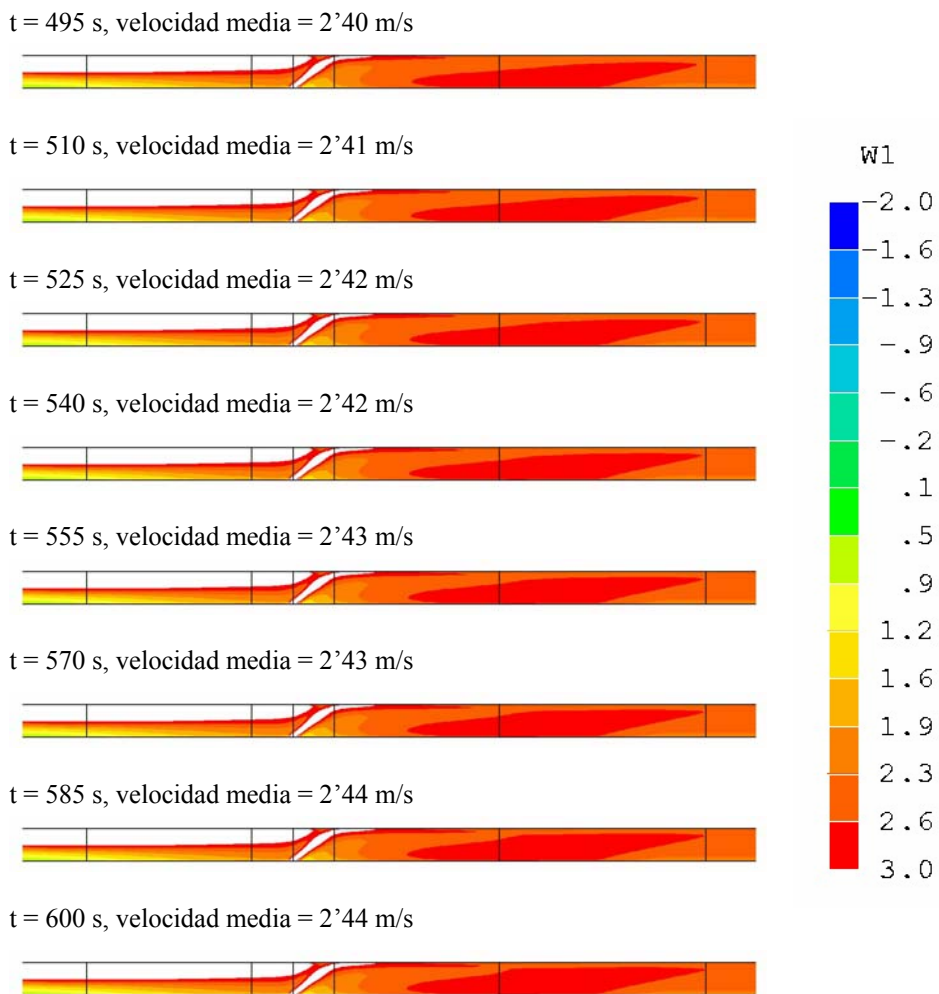 t = 495 s, velocidad media = 2’40 m/s
t = 510 s, velocidad media = 2’41 m/s
t = 525 s, velocidad media = 2’42 m/s
t = 540 s, velocidad media = 2’42 m/s
t = 555 s, velocidad media = 2’43 m/s
t = 570 s, velocidad media = 2’43 m/s
t = 585 s, velocidad media = 2’44 m/s
t = 600 s, velocidad media = 2’44 m/s
W1
-2.0
-1.6
-1.3
-.9
-.6
-.2
.1
.5
.9
1.2
1.6
1.9
2.3
2.6
3.0